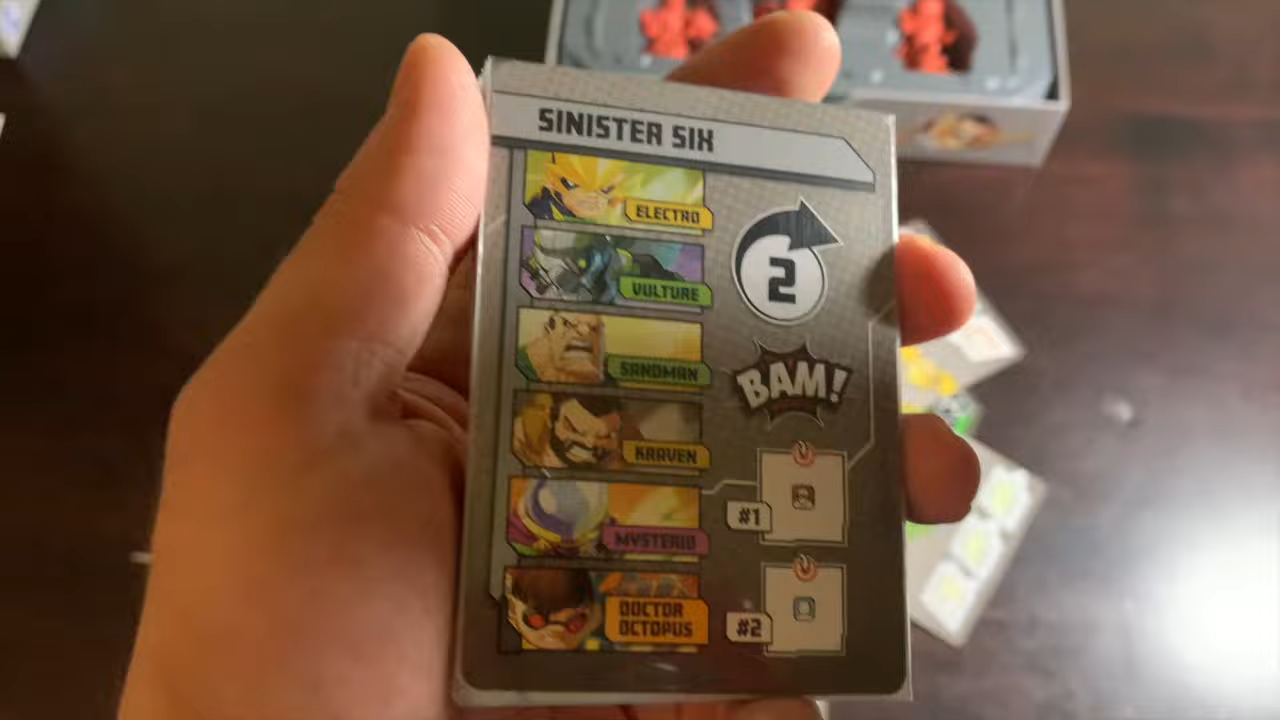 SINISTER SIX
ELECTRO
2
VULTURE
SANDMAN
BAM!
KRAVEN
#1
MYSTERIO
DOCTOR
OCTOPUS
#2